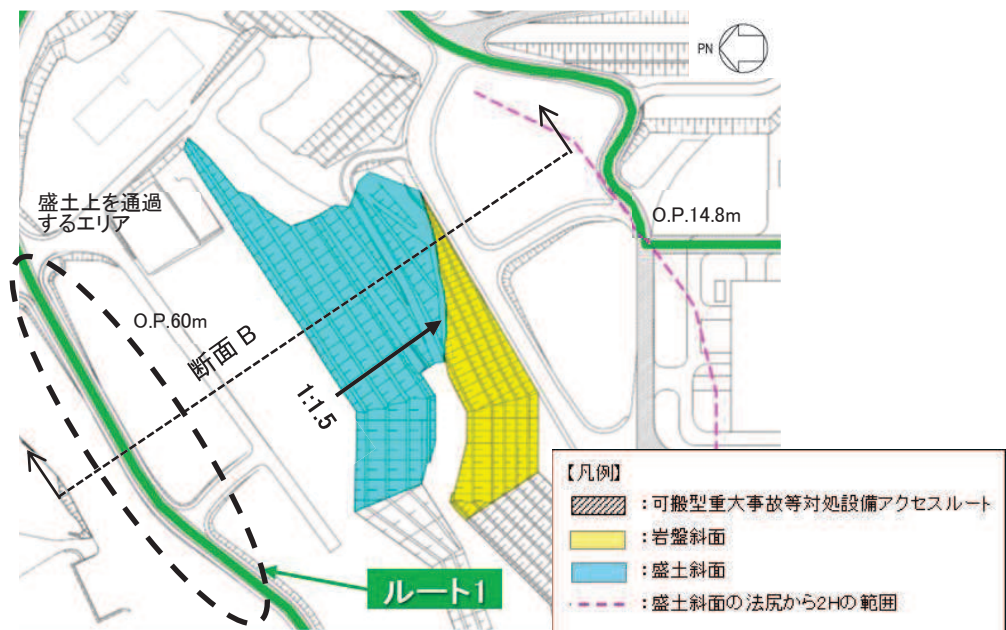 PN
盛土上を通過
するエリア
O.P.14.8m
O.P.60m
断面 B
1:1.5
ルート1
【凡例】
:可搬型重大事故等対処設備アクセスルート
:岩盤斜面
:盛土斜面
:盛土斜面の法尻から2Hの範囲